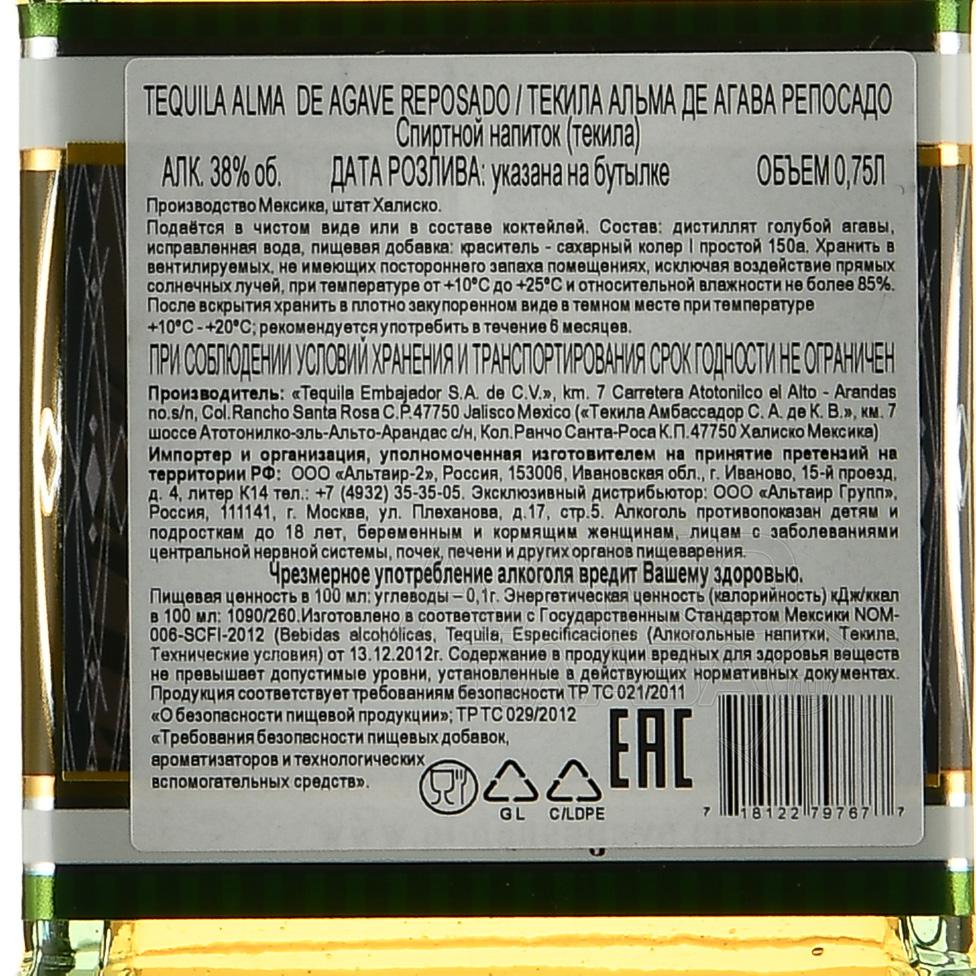 TEQUILA ALMA DE AGAVE REPOSADO / ТЕКИЛА АЛЬМА ДЕ АГАВА РЕПОСАДО
Спиртной напиток (текила)
АЛК. 38% об. ДАТА РОЗЛИВА: указана на бутылке ОБЪЕМ 0,75Л
Производство Мексика, штат Халиско.
Подаётся в чистом виде или в составе коктейлей. Состав: дистиллят голубой агавы,
исправленная вода, пищевая добавка: краситель - сахарный колер I простой 150а. Хранить в
вентилируемых, не имеющих постороннего запаха помещениях, исключая воздействие прямых
солнечных лучей, при температуре от +10°С до +25°С и относительной влажности не более 85%.
После вскрытия хранить в плотно закупоренном виде в темном месте при температуре
+10°С - +20°С; рекомендуется употребить в течение 6 месяцев.
ПРИ СОБЛЮДЕНИИ УСЛОВИЙ ХРАНЕНИЯ И ТРАНСПОРТИРОВАНИЯ СРОК ГОДНОСТИ НЕ ОГРАНИЧЕН
Производитель: «Tequila Embajador S.A. de C.V.», km. 7 Carretera Atotonilco el Alto - Arandas
no.s/n, Col.Rancho Santa Rosa C.P.47750 Jalisco Mexico («Текила Амбассадор С. А. де К. В.», км. 7
шоссе Атотонилко-эль-Альто-Арандас с/н, Кол.Ранчо Санта-Роса К.П.47750 Халиско Мексика)
Импортер и организация, уполномоченная изготовителем на принятие претензий на
территории РФ: ООО «Альтаир-2», Россия, 153006, Ивановская обл., г. Иваново, 15-й проезд,
д. 4, литер К14 тел.: +7 (4932) 35-35-05. Эксклюзивный дистрибьютор: ООО «Альтаир Групп»,
Россия, 111141, г. Москва, ул. Плеханова, д.17, стр.5. Алкоголь противопоказан детям и
подросткам до 18 лет, беременным и кормящим женщинам, лицам с заболеваниями
центральной нервной системы, почек, печени и других органов пищеварения.
Чрезмерное употребление алкоголя вредит Вашему здоровью.
Пищевая ценность в 100 мл: углеводы – 0,1г. Энергетическая ценность (калорийность) кДж/ккал
в 100 мл: 1090/260.Изготовлено в соответствии с Государственным Стандартом Мексики NOM-
006-SCFI-2012 (Bebidas alcohólicas, Tequila, Especificaciones (Алкогольные напитки, Текила,
Технические условия) от 13.12.2012г. Содержание в продукции вредных для здоровья веществ
не превышает допустимые уровни, установленные в действующих нормативных документах.
Продукция соответствует требованиям безопасности ТР ТС 021/2011
«О безопасности пищевой продукции»; ТР ТС 029/2012
«Требования безопасности пищевых добавок,
ароматизаторов и технологических
вспомогательных средств».
EAC
GL C/LDPE
7 18122 79767 7